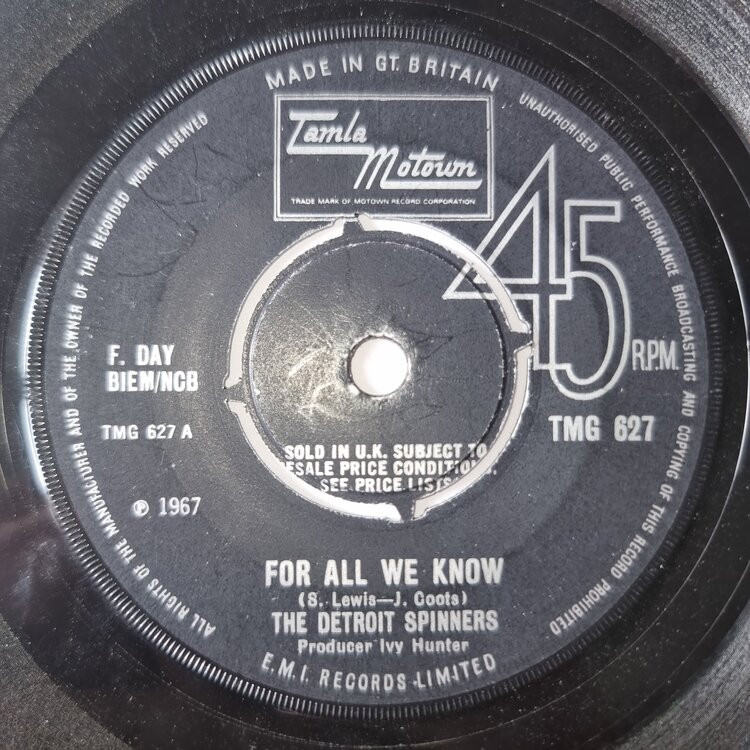 MADE IN GT. BRITAIN
UNAUTHORISED PUBLIC PERFORMANCE BROADCASTING AND COPYING OF THIS RECORD PROHIBITED
ALL RIGHTS OF THE MANUFACTURER AND OF THE OWNER OF THE RECORDED WORK RESERVED
Tamla
Motown
TRADE MARK OF MOTOWN RECORD CORPORATION
45
R.P.M.
F. DAY
BIEM/NCB
TMG 627 A
TMG 627
SOLD IN U.K. SUBJECT TO
ESALE PRICE CONDITIONS,
SEE PRICE LISTS
℗ 1967
FOR ALL WE KNOW
(S. Lewis—J. Coots)
THE DETROIT SPINNERS
Producer Ivy Hunter
E.M.I. RECORDS LIMITED